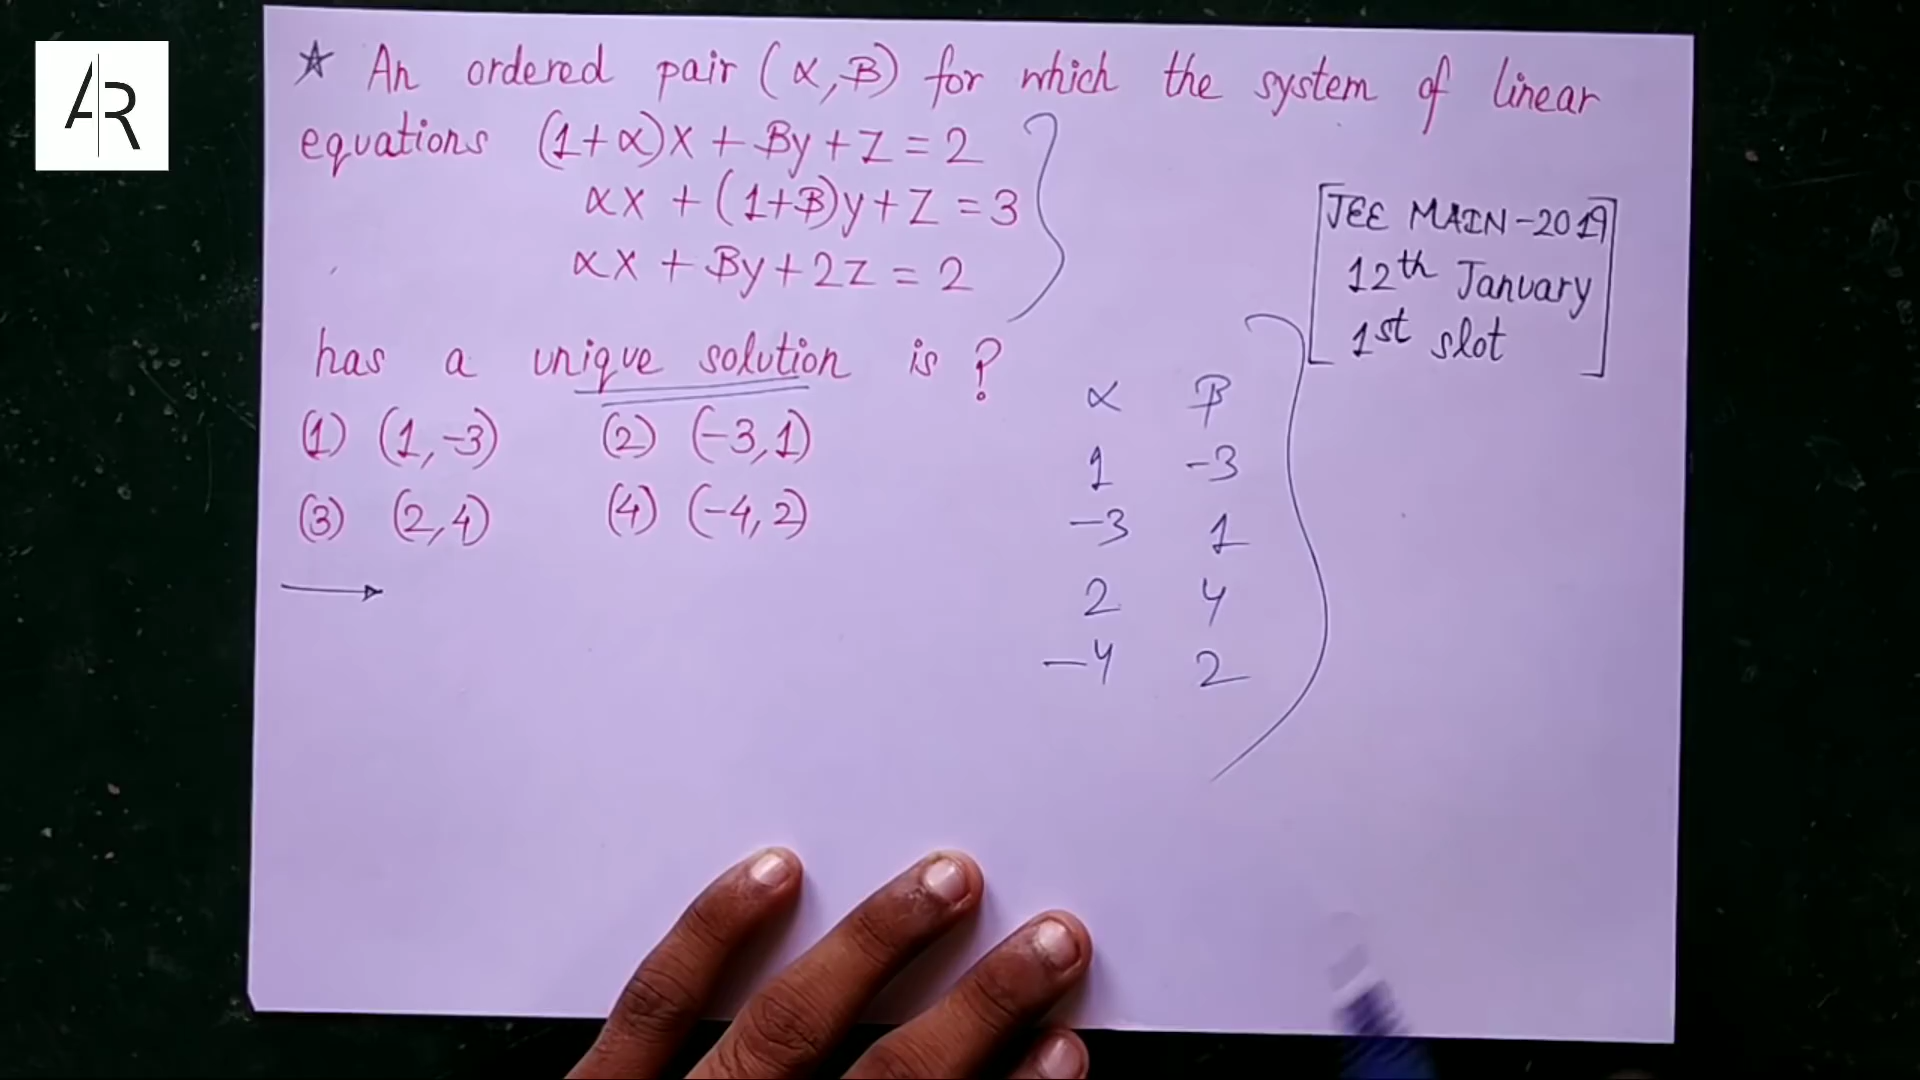 AR
☆ An ordered pair (α,B) for which the system of linear
equations (1+α)x + By + z = 2
αx + (1+B)y + z = 3
αx + By + 2z = 2
[JEE MAIN-2019
12th January
1st slot]
has a unique solution is ?
(1) (1,-3) (2) (-3,1)
(3) (2,4) (4) (-4,2)
α β
1 -3
-3 1
2 4
-4 2